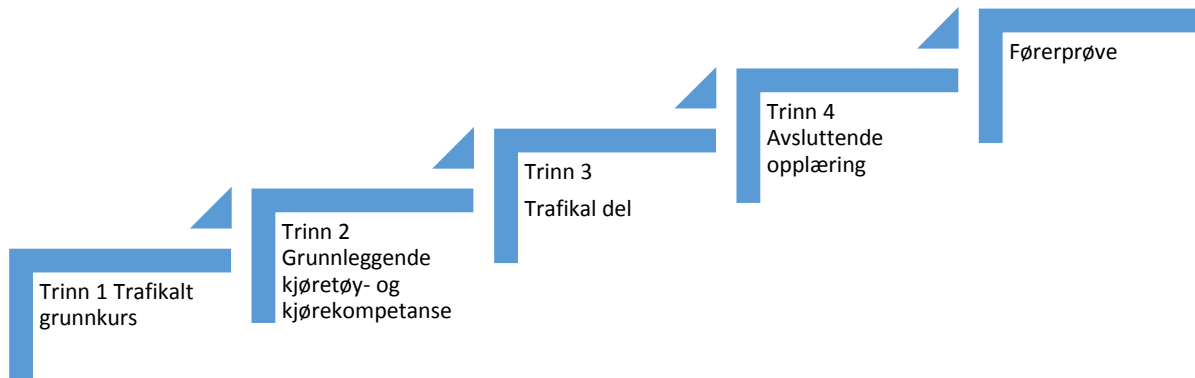 Trinn 1 Trafikalt
grunnkurs
Trinn 2
Grunnleggende
kjøretøy- og
kjørekompetanse
Trinn 3
Trafikal del
Trinn 4
Avsluttende
opplæring
Førerprøve